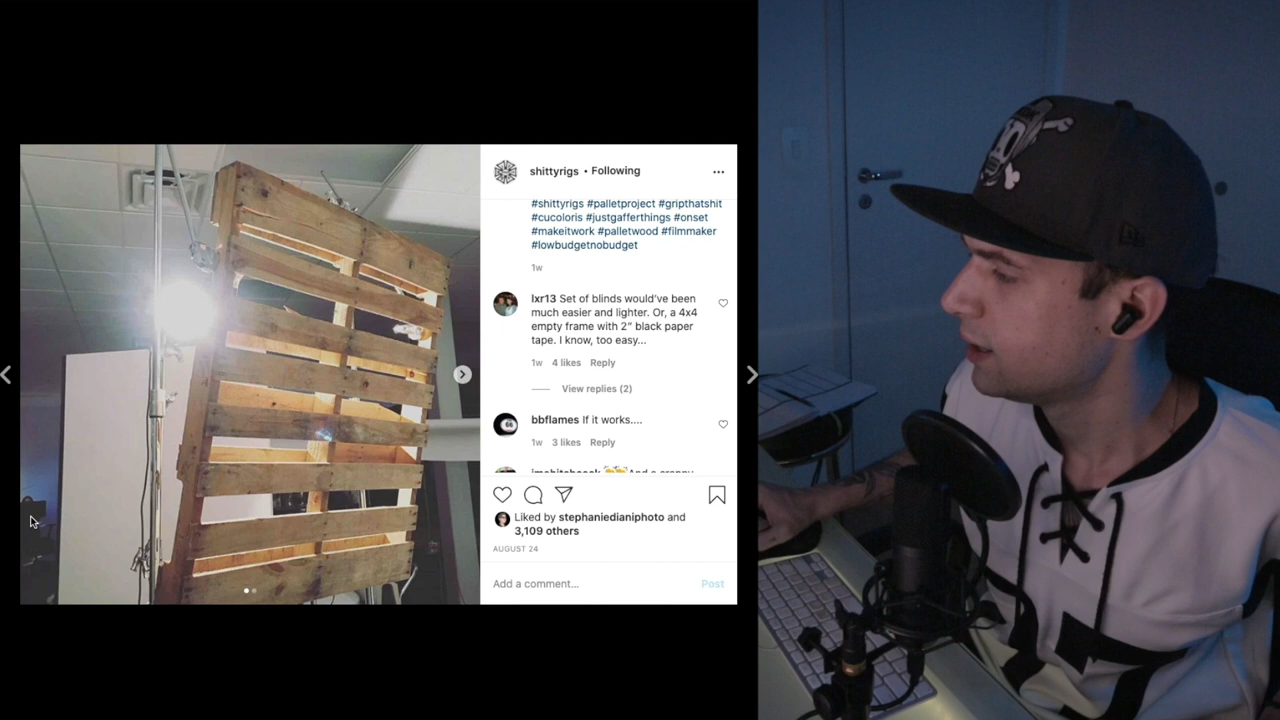 shittyrigs • Following
#shittyrigs #palletproject #gripthatshit
#cucoloris #justgafferthings #onset
#makeitwork #palletwood #filmmaker
#lowbudgetnobudget
1w
lxr13 Set of blinds would've been
much easier and lighter. Or, a 4x4
empty frame with 2" black paper
tape. I know, too easy...
1w 4 likes Reply
View replies (2)
bbflames If it works....
1w 3 likes Reply
Liked by stephaniedianiphoto and
3,109 others
AUGUST 24
Add a comment...
Post